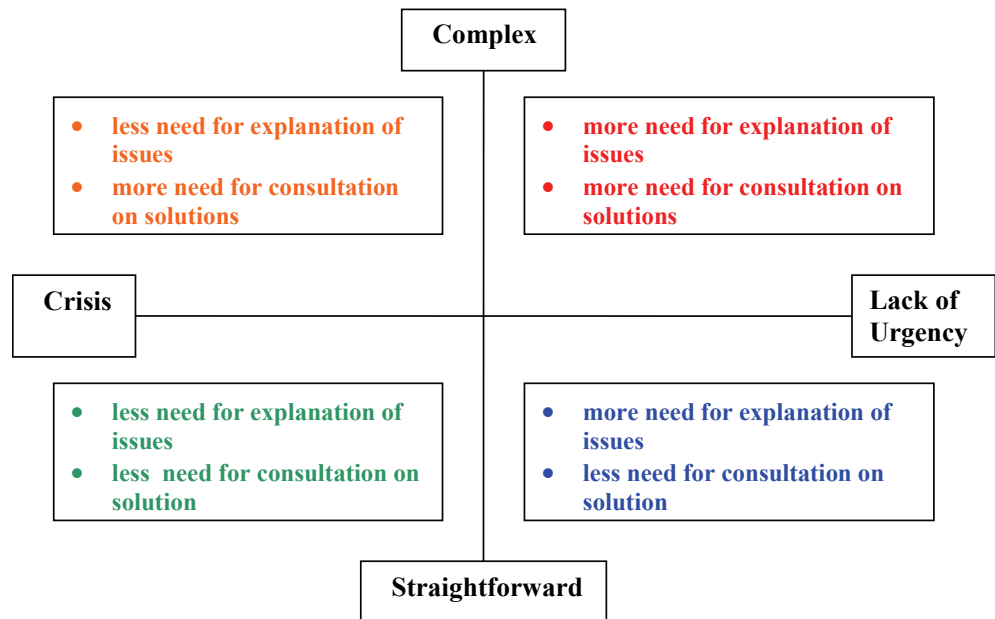 Complex
• less need for explanation of
issues
• more need for consultation
on solutions
• more need for explanation of
issues
• more need for consultation on
solutions
Crisis
Lack of
Urgency
• less need for explanation of
issues
• less  need for consultation on
solution
• more need for explanation of
issues
• less need for consultation on
solution
Straightforward